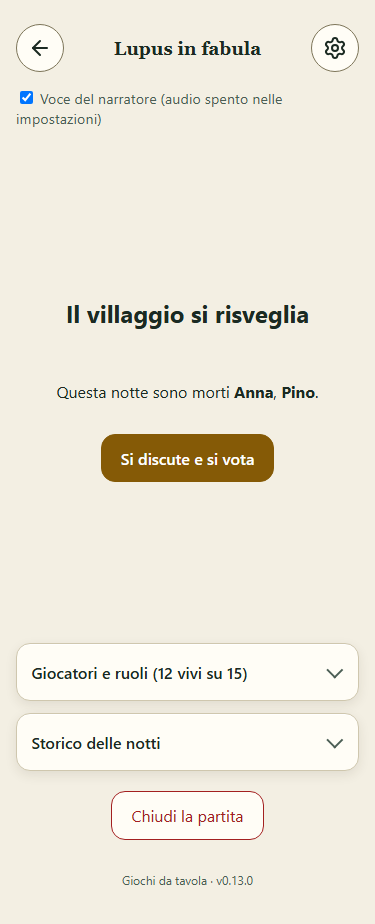 Lupus in fabula
Voce del narratore (audio spento nelle
impostazioni)
Il villaggio si risveglia
Questa notte sono morti Anna, Pino.
Si discute e si vota
Giocatori e ruoli (12 vivi su 15)
Storico delle notti
Chiudi la partita
Giochi da tavola · v0.13.0